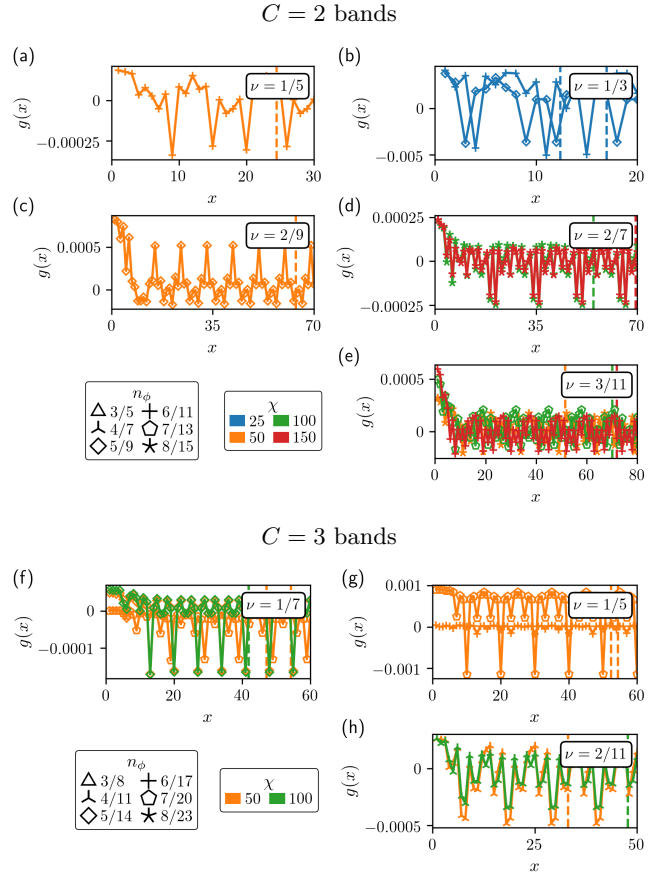 C = 2 bands
(a)
0
−0.00025
g(x)
ν = 1/5
0 10 20 30
x
(b)
0
−0.005
g(x)
ν = 1/3
0 10 20
x
(c)
0.0005
0
g(x)
ν = 2/9
0 35 70
x
(d)
0.00025
0
−0.00025
g(x)
ν = 2/7
0 35 70
x
(e)
0.0005
0
g(x)
ν = 3/11
0 20 40 60 80
x
n_ϕ
3/5 6/11
4/7 7/13
5/9 8/15
χ
25 100
50 150
C = 3 bands
(f)
0
−0.0001
g(x)
ν = 1/7
0 20 40 60
x
(g)
0.001
0
−0.001
g(x)
ν = 1/5
0 20 40 60
x
(h)
0
−0.0005
g(x)
ν = 2/11
0 25 50
x
n_ϕ
3/8 6/17
4/11 7/20
5/14 8/23
χ
50 100